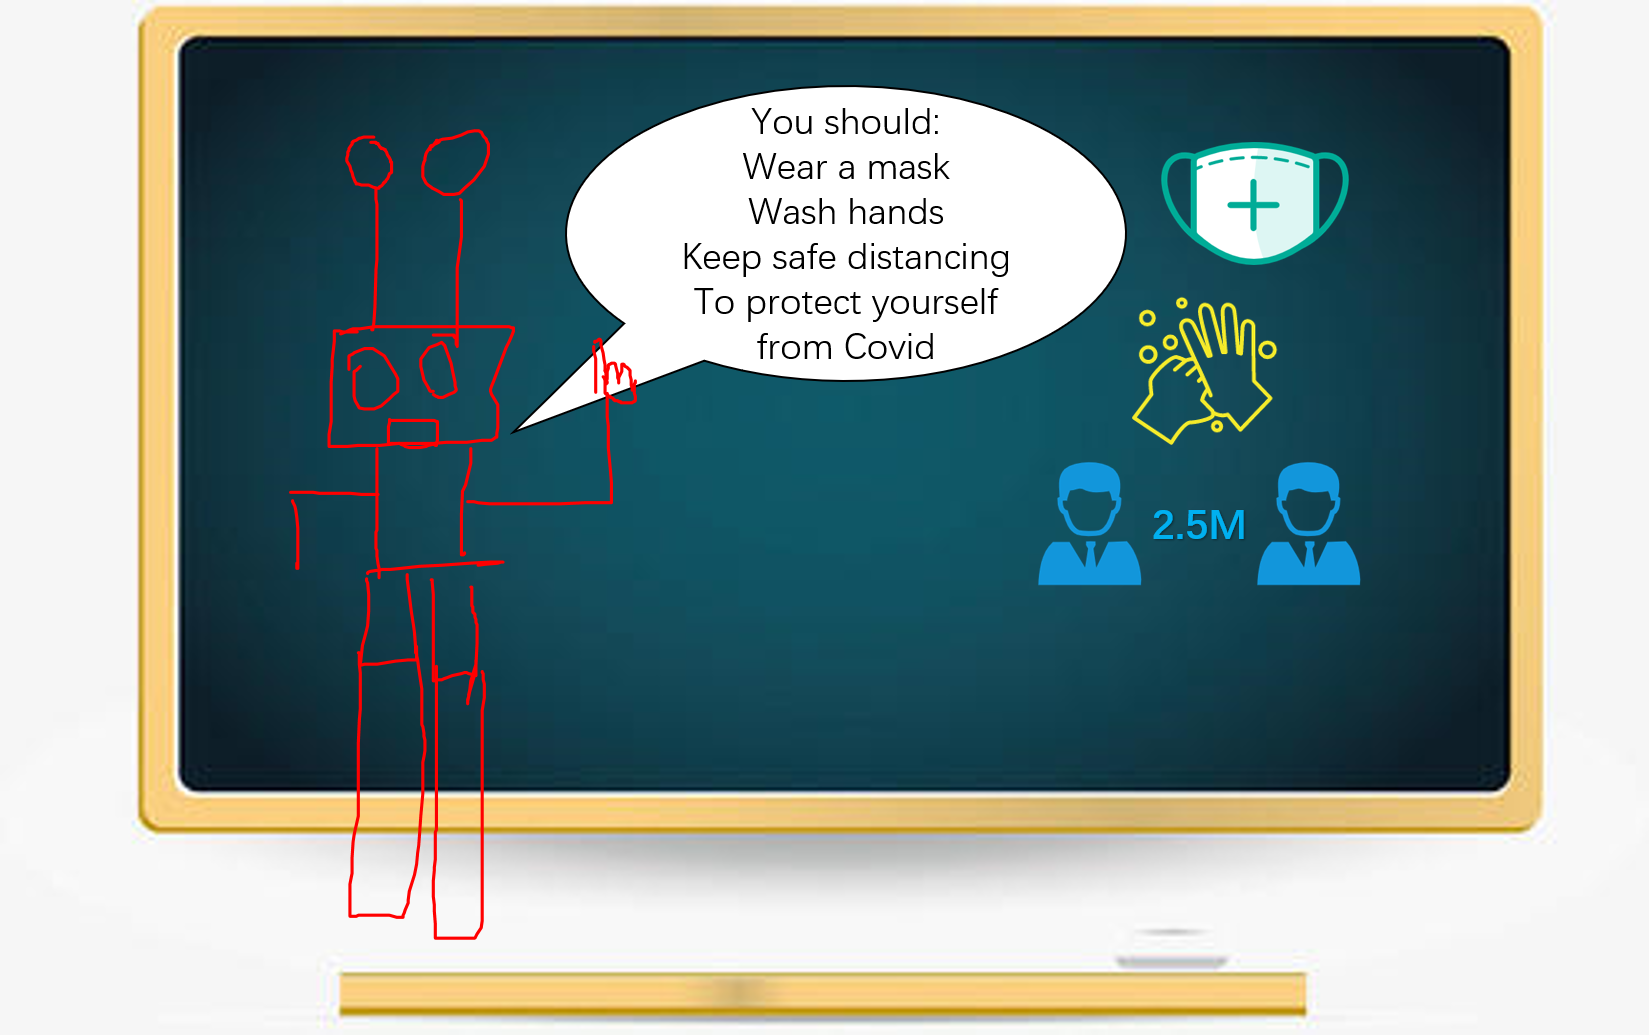 You should:
Wear a mask
Wash hands
Keep safe distancing
To protect yourself
from Covid
2.5M